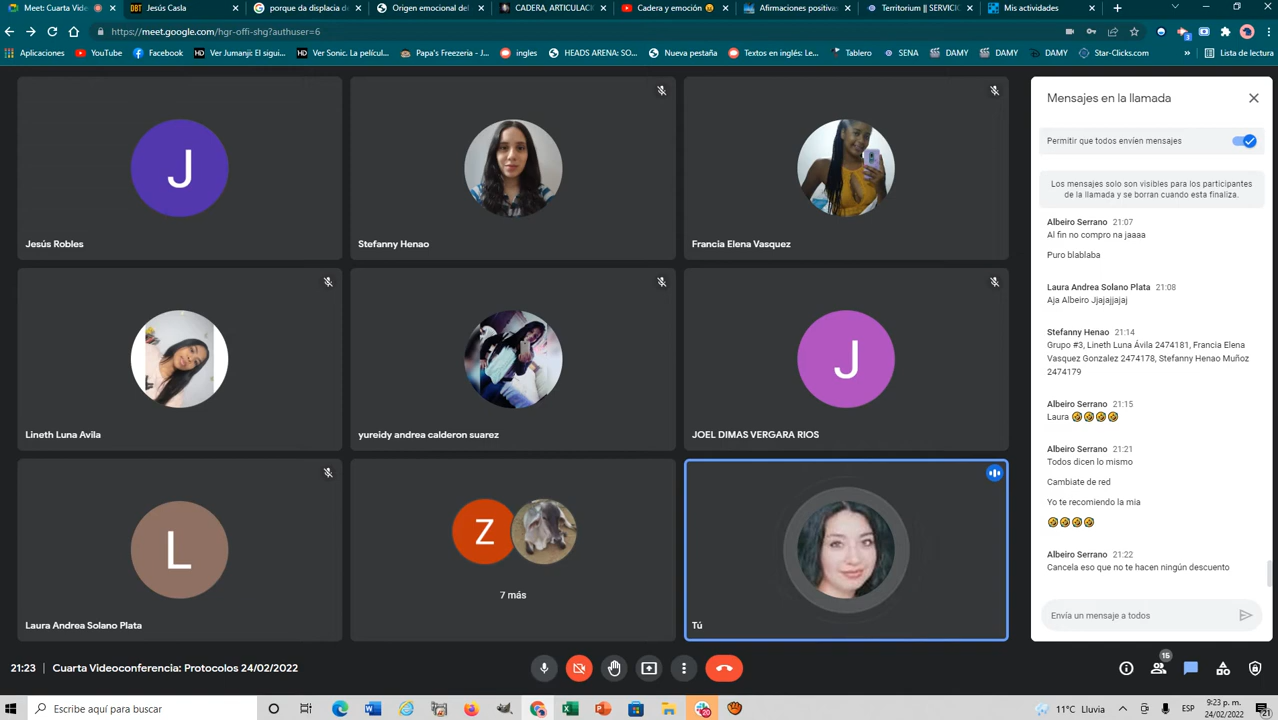 Meet: Cuarta Vid
Jesús Casla
porque da displacia d
Origen emocional del
CADERA, ARTICULACIO
Cadera y emoción
Afirmaciones positivas
Territorium || SERVICIO
Mis actividades
https://meet.google.com/hgr-offi-shg?authuser=6
Aplicaciones
YouTube
Facebook
Ver Jumanji: El sigui...
Ver Sonic. La películ...
Papa's Freezeria - J...
ingles
HEADS ARENA: SO...
Nueva pestaña
Textos en inglés: Le...
Tablero
SENA
DAMY
DAMY
DAMY
Star-Clicks.com
»
Lista de lectura
J
Jesús Robles
Stefanny Henao
Francia Elena Vasquez
Lineth Luna Avila
yureidy andrea calderon suarez
J
JOEL DIMAS VERGARA RIOS
L
Laura Andrea Solano Plata
Z
7 más
Tú
Mensajes en la llamada
Permitir que todos envíen mensajes
Los mensajes solo son visibles para los participantes
de la llamada y se borran cuando esta finaliza.
Albeiro Serrano 21:07
Al fin no compro na jaaaa
Puro blablaba
Laura Andrea Solano Plata 21:08
Aja Albeiro Jjajajjajaj
Stefanny Henao 21:14
Grupo #3, Lineth Luna Ávila 2474181, Francia Elena
Vasquez Gonzalez 2474178, Stefanny Henao Muñoz
2474179
Albeiro Serrano 21:15
Laura 🤣🤣🤣🤣
Albeiro Serrano 21:21
Todos dicen lo mismo
Cambiate de red
Yo te recomiendo la mia
🤣🤣🤣🤣
Albeiro Serrano 21:22
Cancela eso que no te hacen ningún descuento
Envía un mensaje a todos
21:23 | Cuarta Videoconferencia: Protocolos 24/02/2022
15
Escribe aquí para buscar
20
11°C Lluvia
ESP
9:23 p. m.
24/02/2022
21